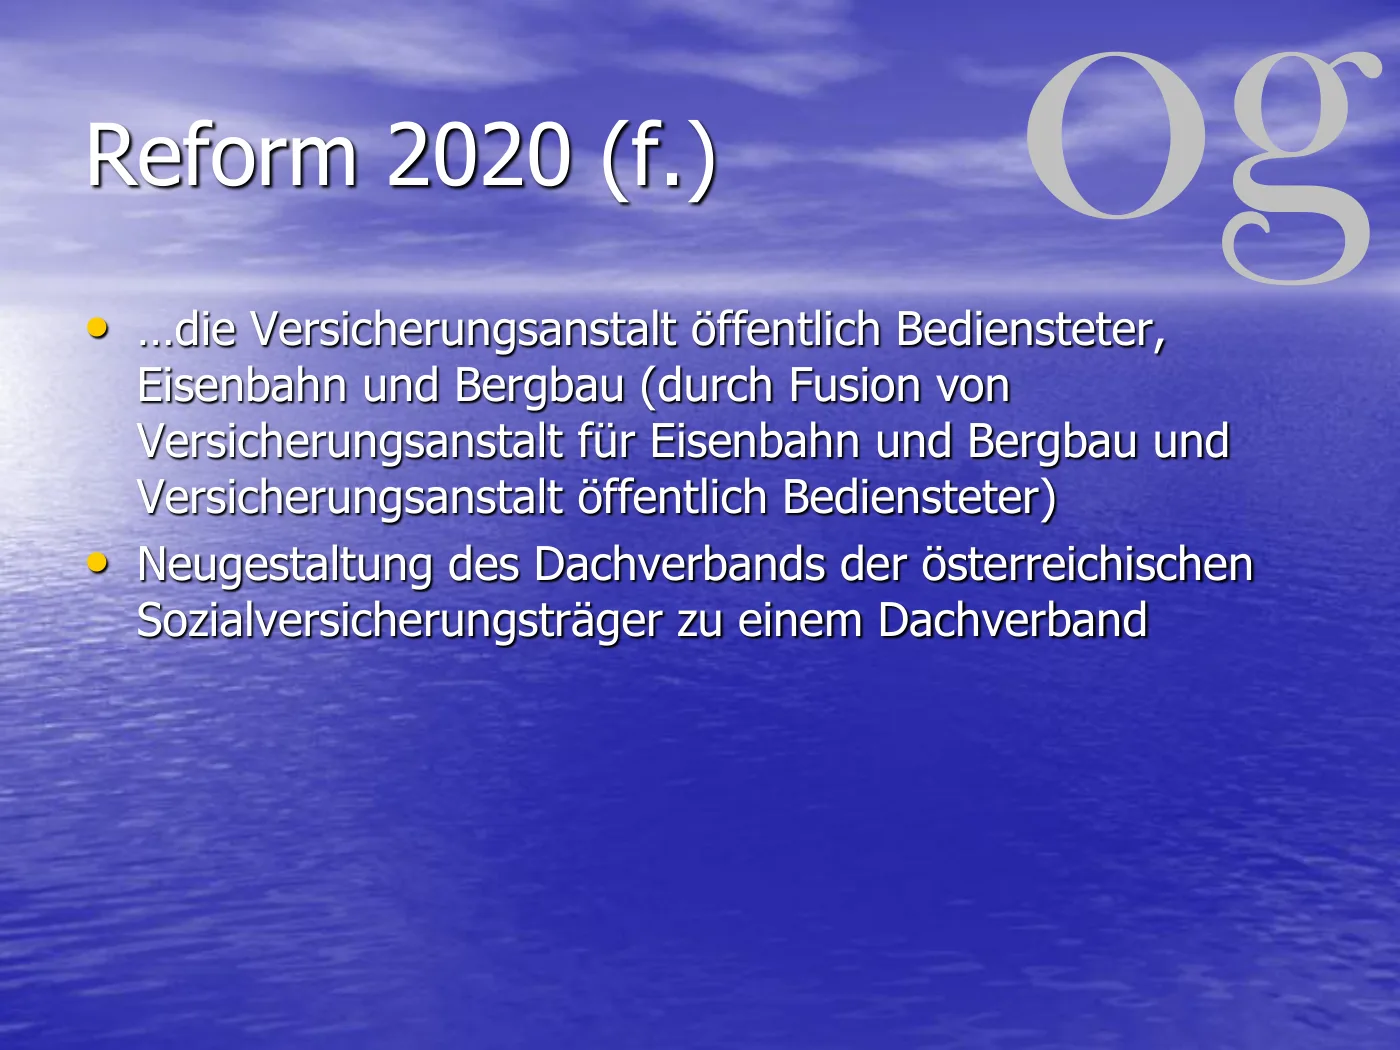 og
Reform 2020 (f.)
• …die Versicherungsanstalt öffentlich Bediensteter,
Eisenbahn und Bergbau (durch Fusion von
Versicherungsanstalt für Eisenbahn und Bergbau und
Versicherungsanstalt öffentlich Bediensteter)
• Neugestaltung des Dachverbands der österreichischen
Sozialversicherungsträger zu einem Dachverband